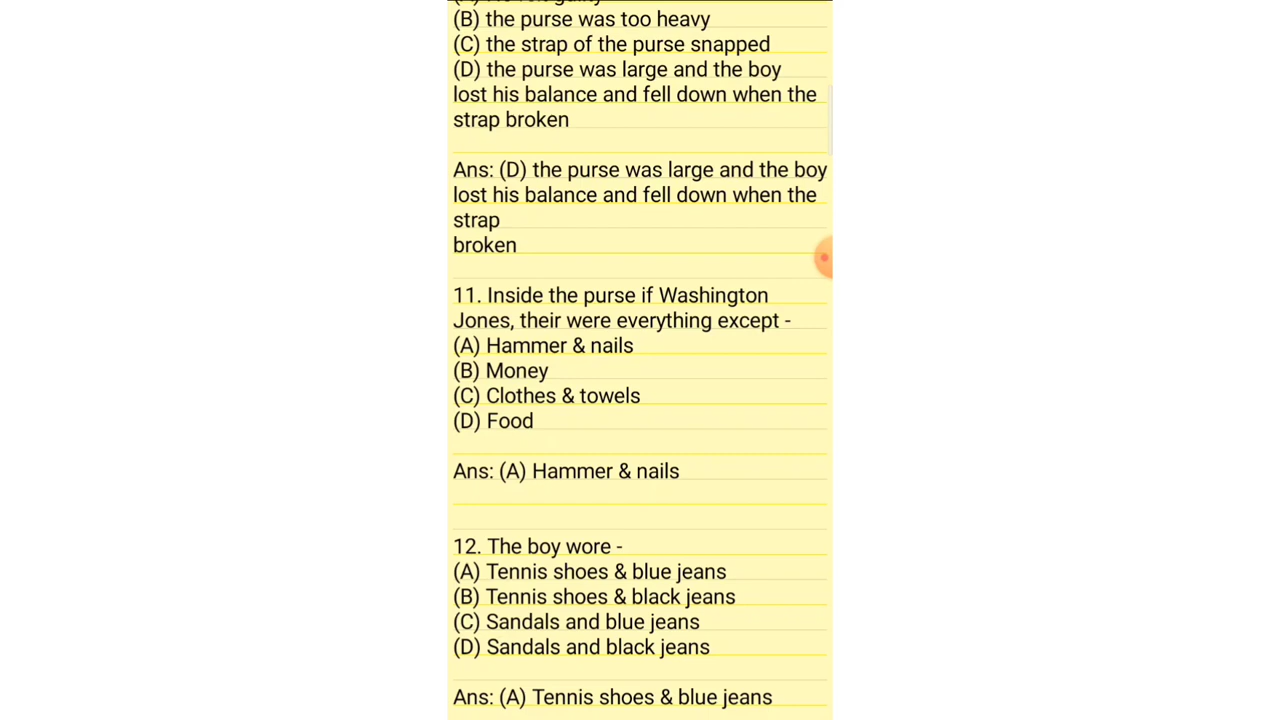 (B) the purse was too heavy
(C) the strap of the purse snapped
(D) the purse was large and the boy
lost his balance and fell down when the
strap broken
Ans: (D) the purse was large and the boy
lost his balance and fell down when the
strap
broken
11. Inside the purse if Washington
Jones, their were everything except -
(A) Hammer & nails
(B) Money
(C) Clothes & towels
(D) Food
Ans: (A) Hammer & nails
12. The boy wore -
(A) Tennis shoes & blue jeans
(B) Tennis shoes & black jeans
(C) Sandals and blue jeans
(D) Sandals and black jeans
Ans: (A) Tennis shoes & blue jeans